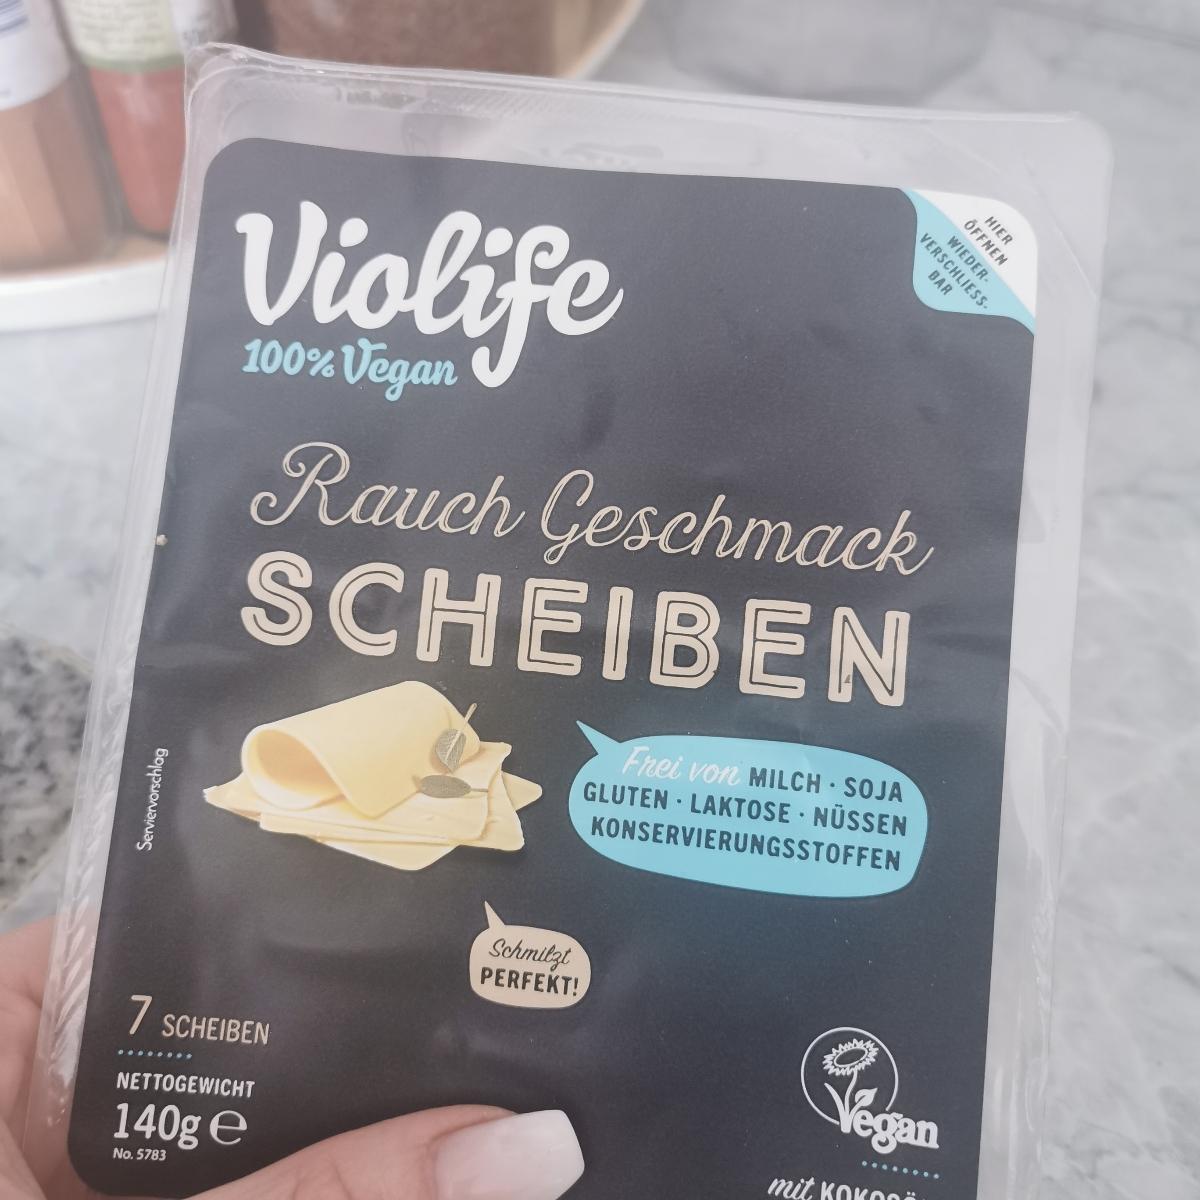 Violife
100% Vegan
HIER
ÖFFNEN
WIEDER-
VERSCHLIESS-
BAR
Rauch Geschmack
SCHEIBEN
Serviervorschlag
Frei von MILCH · SOJA
GLUTEN · LAKTOSE · NÜSSEN
KONSERVIERUNGSSTOFFEN
Schmilzt
PERFEKT!
7 SCHEIBEN
NETTOGEWICHT
140g ℮
No. 5783
Vegan
mit